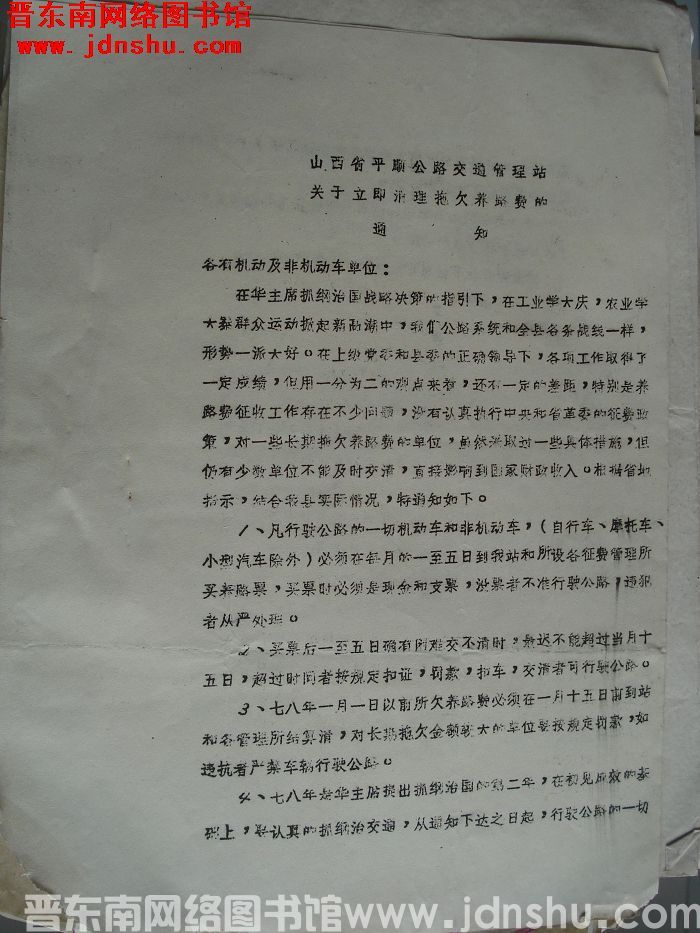 晋东南网络图书馆
www.jdnshu.com
山西省平顺公路交通管理站
关于立即清理拖欠养路费的
通知
各有机动及非机动车单位：
在华主席抓纲治国战略决策的指引下，在工业学大庆，农业学
大寨群众运动掀起新高潮中，我们公路系统和全县各条战线一样，
形势一派大好。在上级党委和县委的正确领导下，各项工作取得了
一定成绩，但用一分为二的观点来看，还有一定的差距，特别是养
路费征收工作存在不少问题，没有认真执行中央和省革委的征费政
策，对一些长期拖欠养路费的单位，虽然采取过一些具体措施，但
仍有少数单位不能及时交清，直接影响到国家财政收入。根据省地
指示，结合我县实际情况，特通知如下。
1、凡行驶公路的一切机动车和非机动车，（自行车、摩托车、
小型汽车除外）必须在每月的一至五日到我站和所设各征费管理所
买养路票，买票时必须是现金和支票，没票者不准行驶公路，违犯
者从严处理。
2、买票后一至五日确有困难交不清时，最迟不能超过当月十
五日，超过时间者按规定扣证，罚款，扣车，交清者可行驶公路。
3、七八年一月一日以前所欠养路费必须在一月十五日前到站
和各管理所结算清，对长期拖欠金额较大的单位要按规定罚款，如
违抗者严禁车辆行驶公路。
4、七八年是华主席提出抓纲治国的第二年，在初见成效的基
础上，要认真的抓纲治交通，从通知下达之日起，行驶公路的一切
晋东南网络图书馆www.jdnshu.com